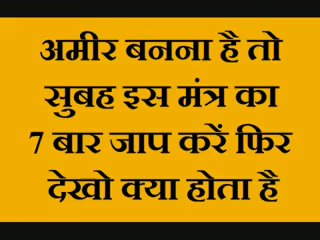 अमीर बनना है तो
सुबह इस मंत्र का
7 बार जाप करें फिर
देखो क्या होता है